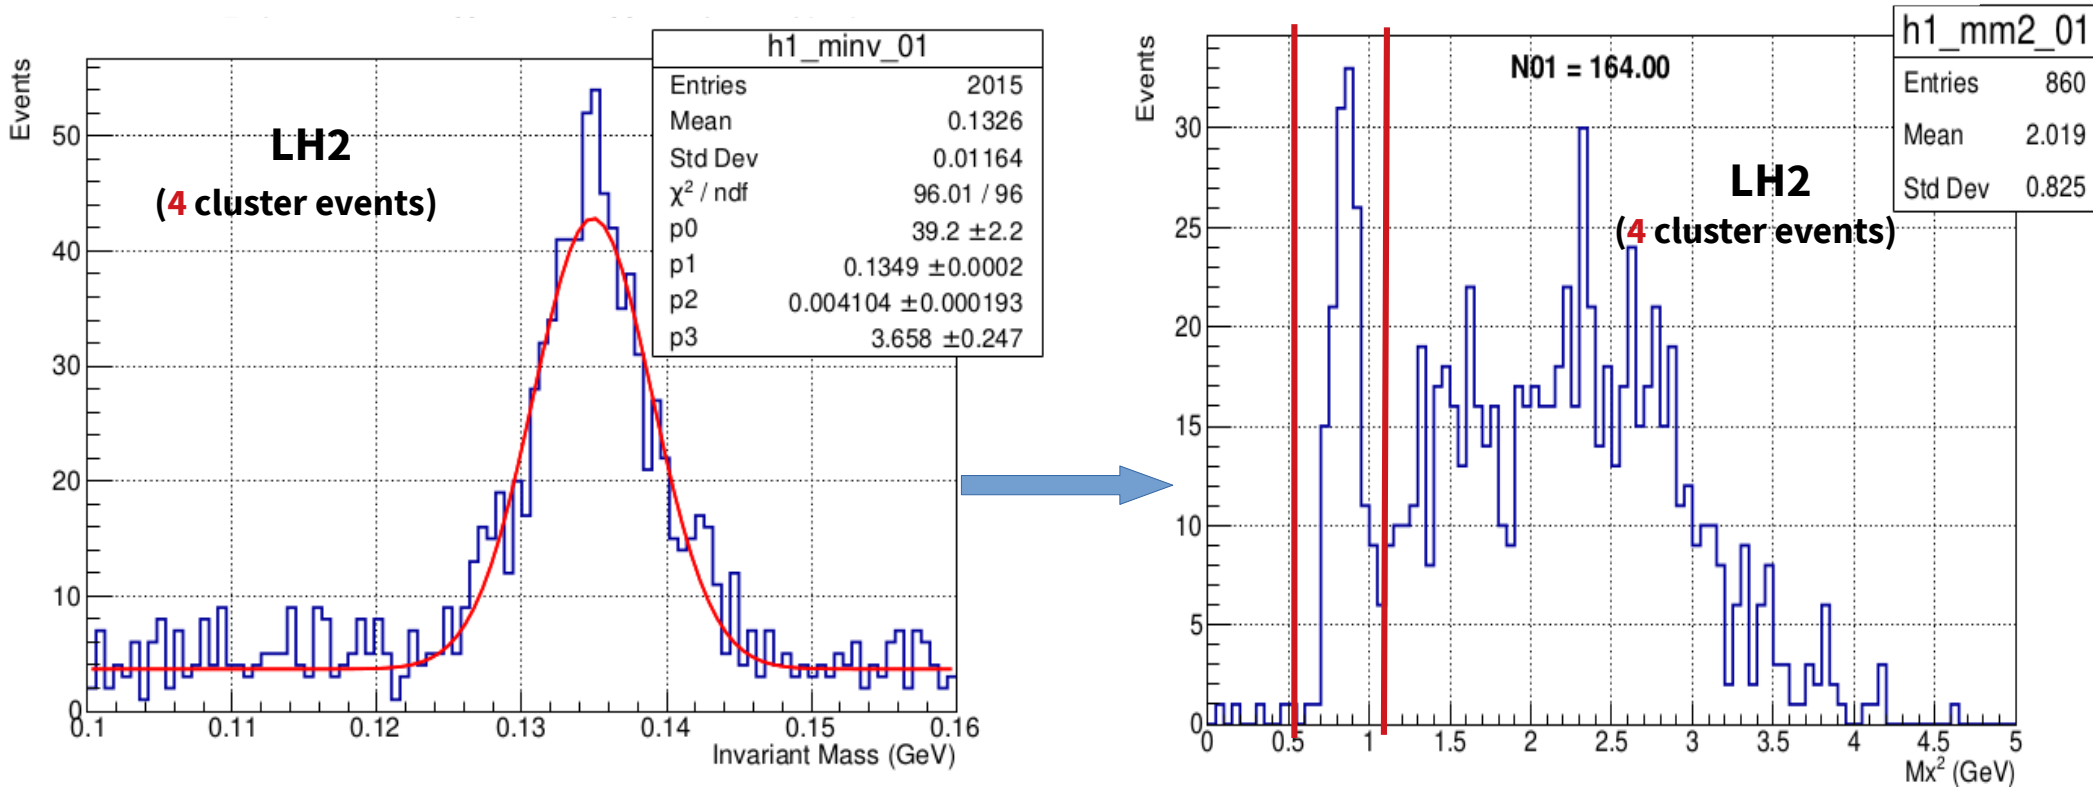 h1_minv_01
Entries 2015
Mean 0.1326
Std Dev 0.01164
χ² / ndf 96.01 / 96
p0 39.2 ±2.2
p1 0.1349 ±0.0002
p2 0.004104 ±0.000193
p3 3.658 ±0.247
LH2
(4 cluster events)
Events
50
40
30
20
10
0
0.1 0.11 0.12 0.13 0.14 0.15 0.16
Invariant Mass (GeV)
h1_mm2_01
Entries 860
Mean 2.019
Std Dev 0.825
N01 = 164.00
LH2
(4 cluster events)
Events
30
25
20
15
10
5
0
0 0.5 1 1.5 2 2.5 3 3.5 4 4.5 5
Mx² (GeV)